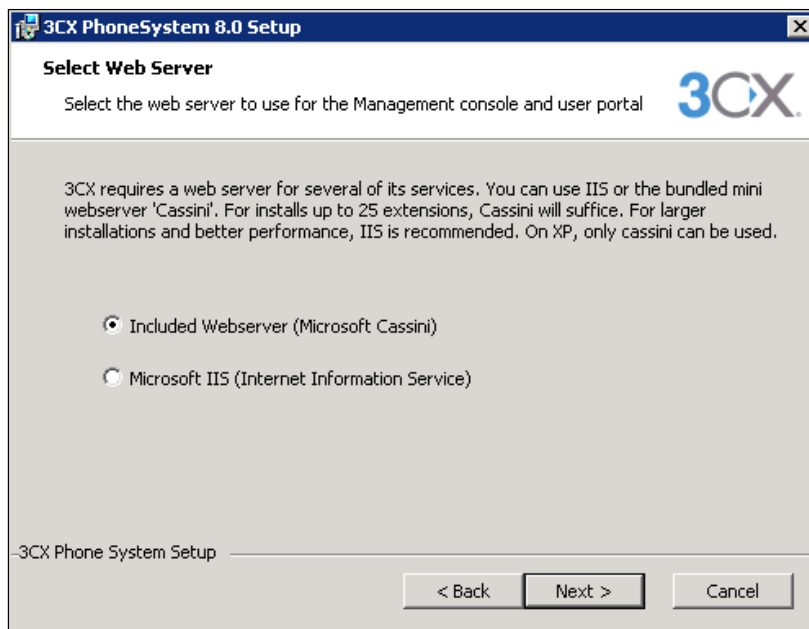 3CX PhoneSystem 8.0 Setup
Select Web Server
Select the web server to use for the Management console and user portal
3CX.
3CX requires a web server for several of its services. You can use IIS or the bundled mini
webserver 'Cassini'. For installs up to 25 extensions, Cassini will suffice. For larger
installations and better performance, IIS is recommended. On XP, only cassini can be used.
Included Webserver (Microsoft Cassini)
Microsoft IIS (Internet Information Service)
3CX Phone System Setup
< Back
Next >
Cancel